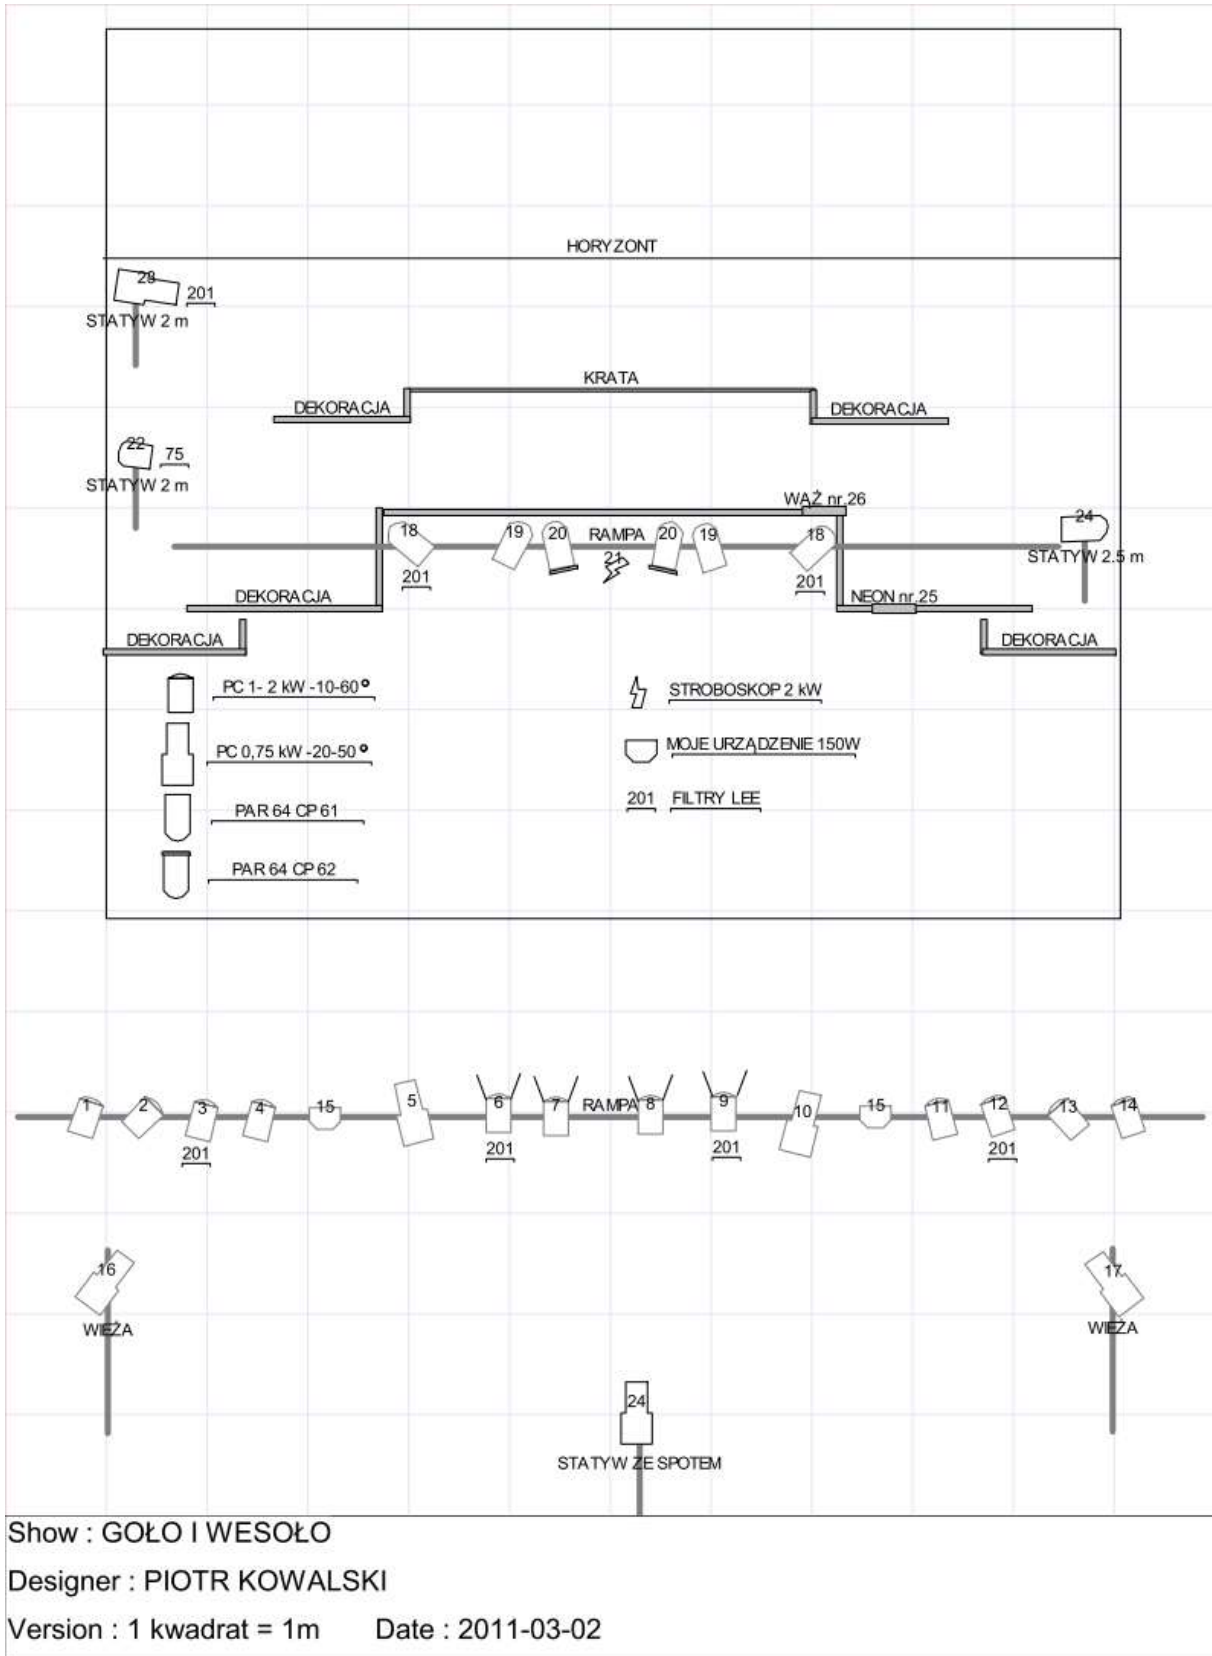 HORYZONT
23
201
STATYW 2 m
KRATA
DEKORACJA
DEKORACJA
22
75
STATYW 2 m
WĄŻ nr.26
18
19
20
RAMPA
20
19
18
24
21
STATYW 2.5 m
201
201
DEKORACJA
NEON nr.25
DEKORACJA
DEKORACJA
PC 1- 2 kW -10-60°
STROBOSKOP 2 kW
PC 0,75 kW -20-50°
MOJE URZĄDZENIE 150W
201 FILTRY LEE
PAR 64 CP 61
PAR 64 CP 62
1
2
3
4
15
5
6
7
RAMPA
8
9
10
15
11
12
13
14
201
201
201
201
16
17
WIEŻA
WIEŻA
24
STATYW ZE SPOTEM
Show : GOŁO I WESOŁO
Designer : PIOTR KOWALSKI
Version : 1 kwadrat = 1m Date : 2011-03-02